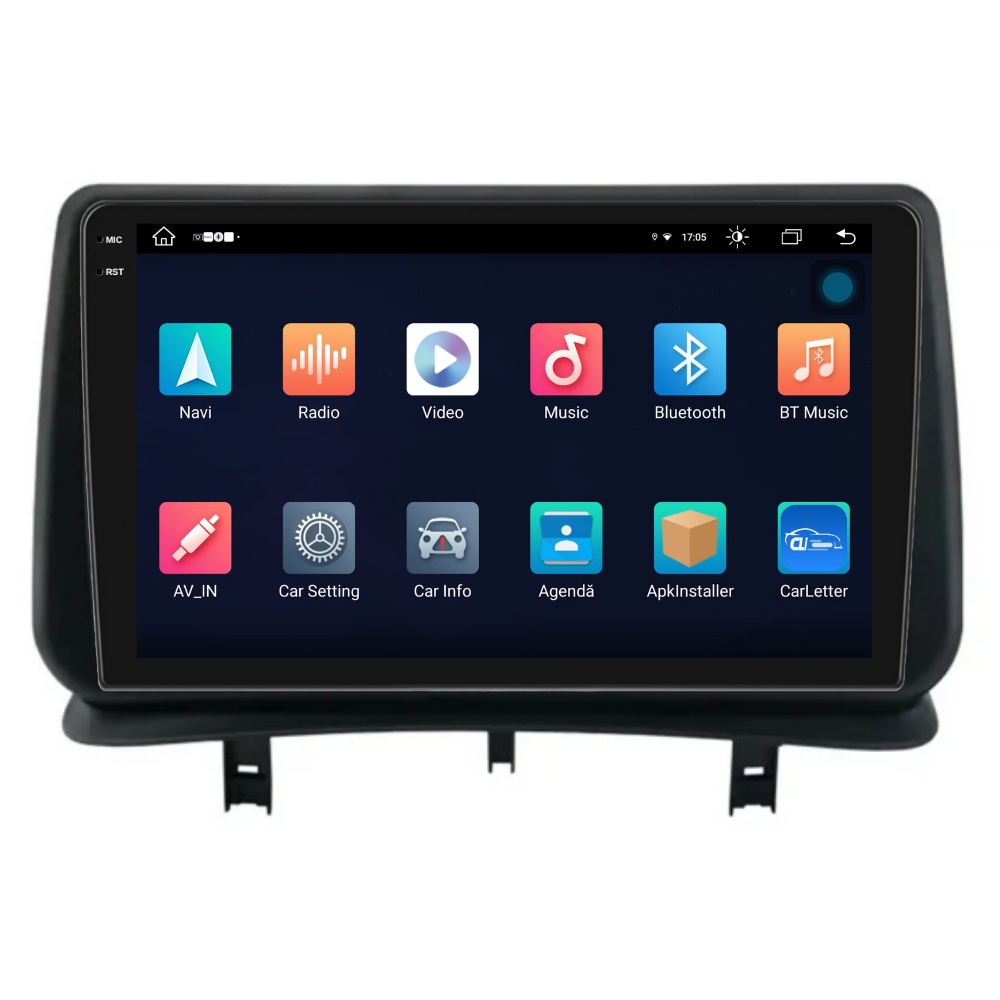 MIC
17:05
RST
Navi
Radio
Video
Music
Bluetooth
BT Music
AV_IN
Car Setting
Car Info
Agendă
ApkInstaller
CarLetter